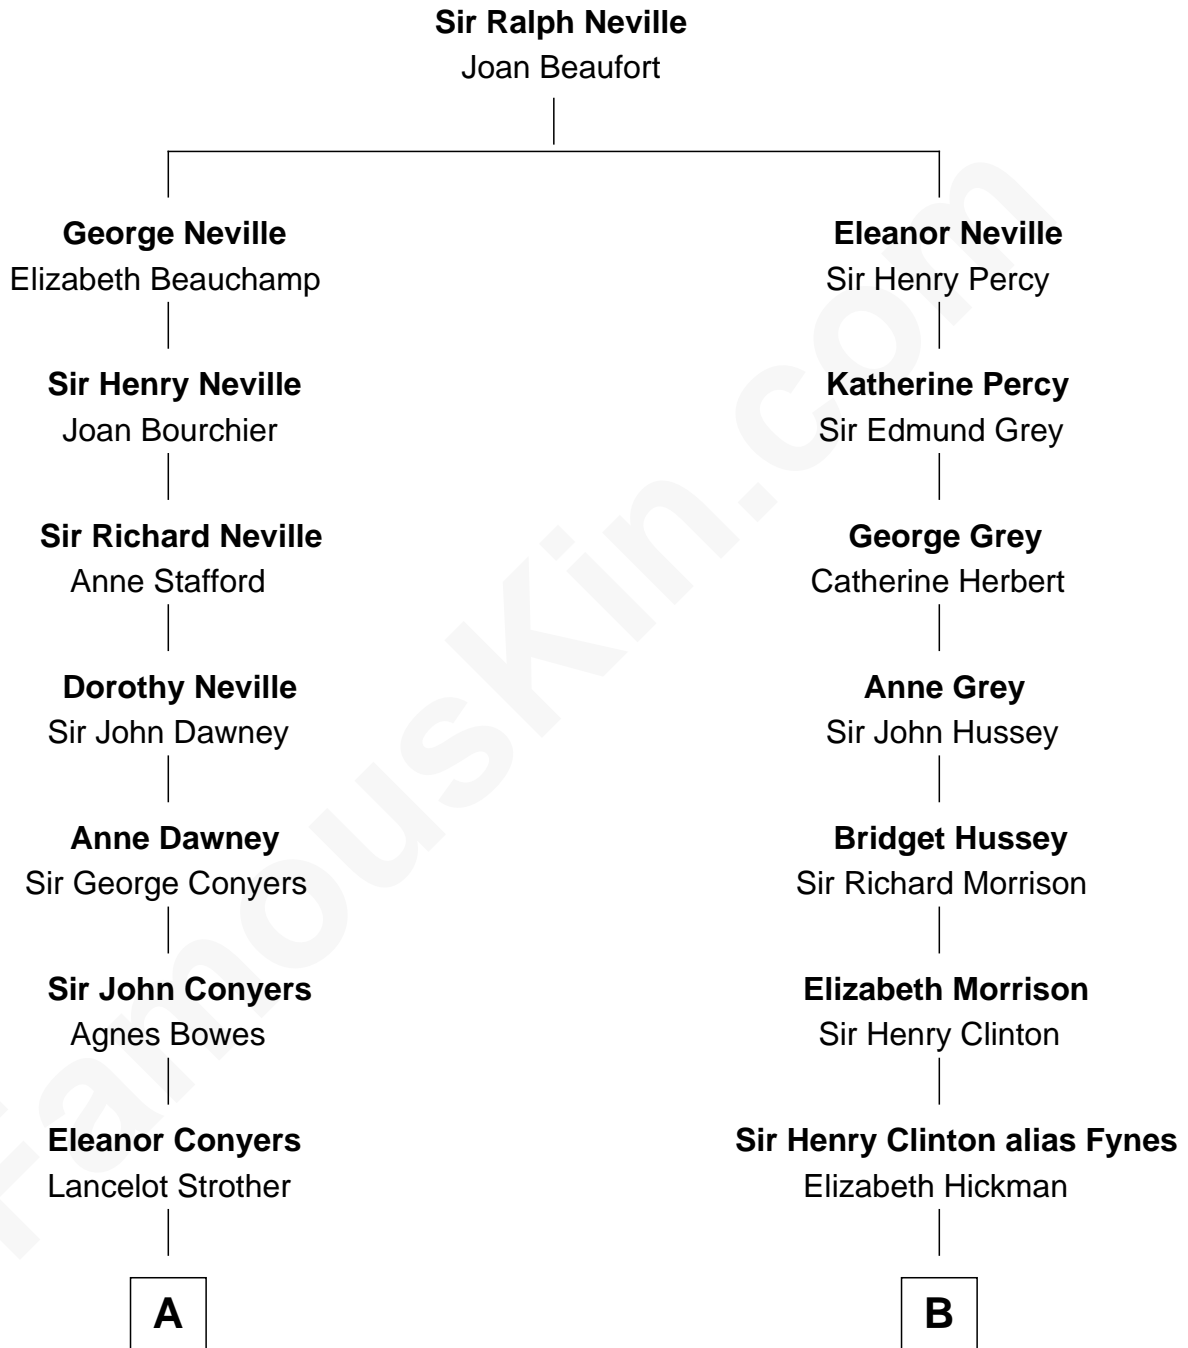 Sir Ralph Neville
Joan Beaufort
George Neville
Elizabeth Beauchamp
Eleanor Neville
Sir Henry Percy
Sir Henry Neville
Joan Bourchier
Katherine Percy
Sir Edmund Grey
Sir Richard Neville
Anne Stafford
George Grey
Catherine Herbert
Dorothy Neville
Sir John Dawney
Anne Grey
Sir John Hussey
Anne Dawney
Sir George Conyers
Bridget Hussey
Sir Richard Morrison
Sir John Conyers
Agnes Bowes
Elizabeth Morrison
Sir Henry Clinton
Eleanor Conyers
Lancelot Strother
Sir Henry Clinton alias Fynes
Elizabeth Hickman
A
B
FamousKin.com